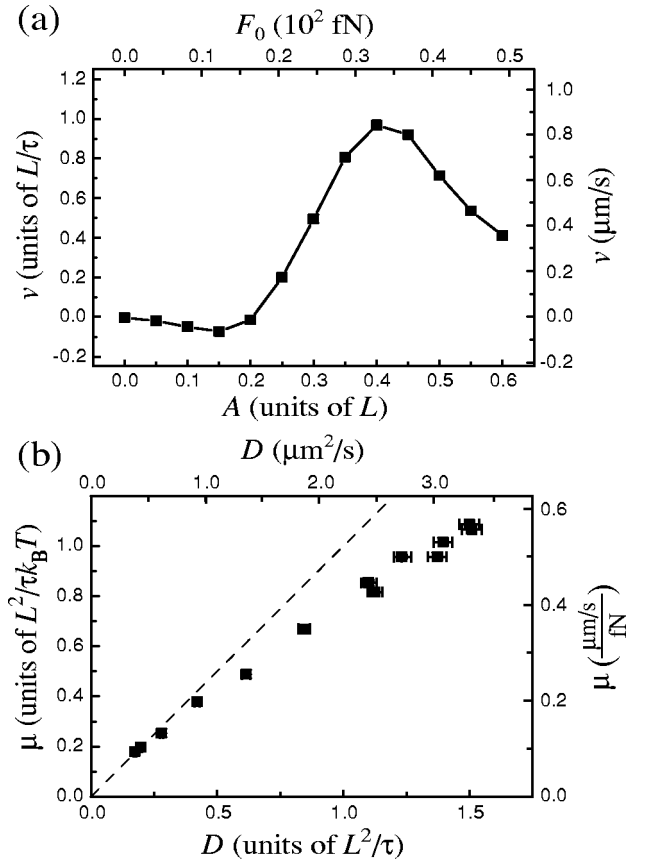 (a)
F₀ (10² fN)
0.0 0.1 0.2 0.3 0.4 0.5
1.2
1.0
0.8
0.6
0.4
0.2
0.0
-0.2
v (units of L/τ)
1.0
0.8
0.6
0.4
0.2
0.0
-0.2
v (μm/s)
0.0 0.1 0.2 0.3 0.4 0.5 0.6
A (units of L)
(b)
D (μm²/s)
0.0 1.0 2.0 3.0
1.0
0.8
0.6
0.4
0.2
0.0
μ (units of L²/τk_BT)
0.6
0.4
0.2
0.0
μ (μm/s / fN)
0.0 0.5 1.0 1.5
D (units of L²/τ)